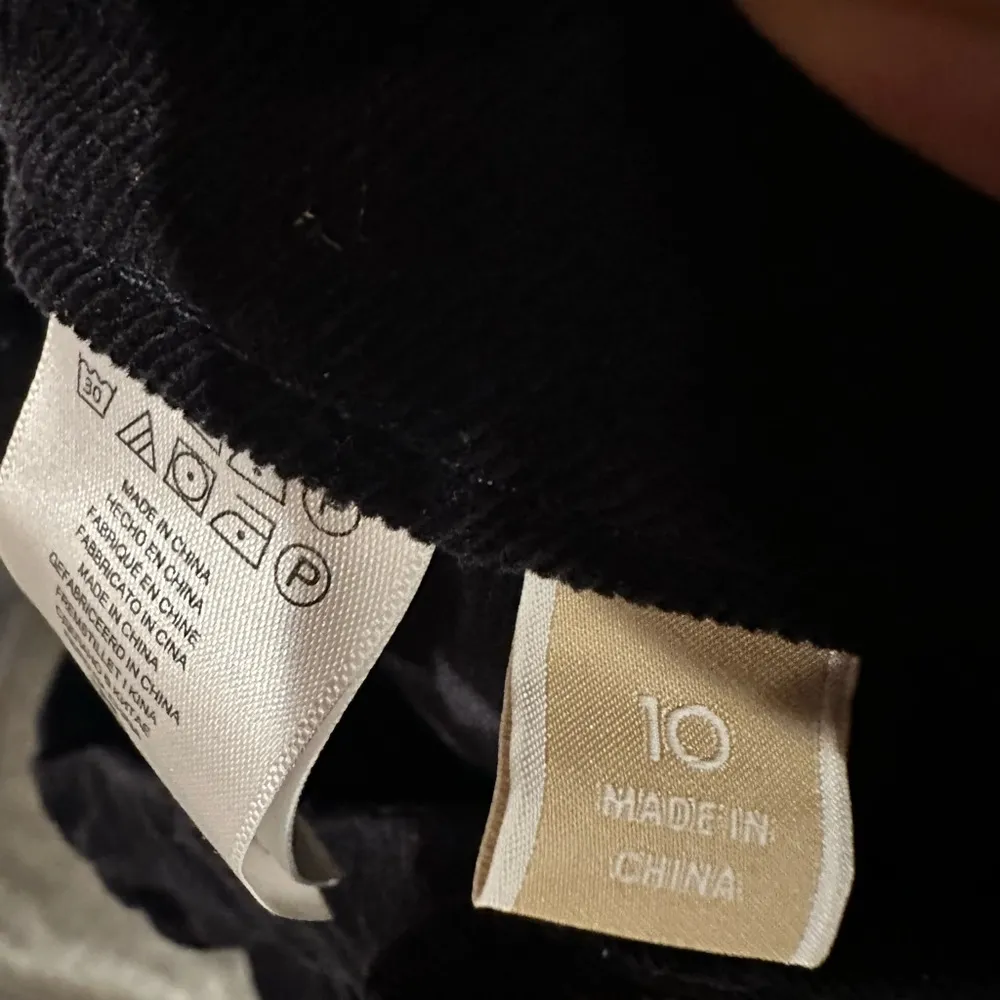 30
P
MADE IN CHINA
HECHO EN CHINA
FABRIQUÉ EN CHINE
FABBRICATO IN CINA
MADE IN CHINA
GEFABRICEERD IN CHINA
FREMSTILLET I KINA
10
MADE IN
CHINA